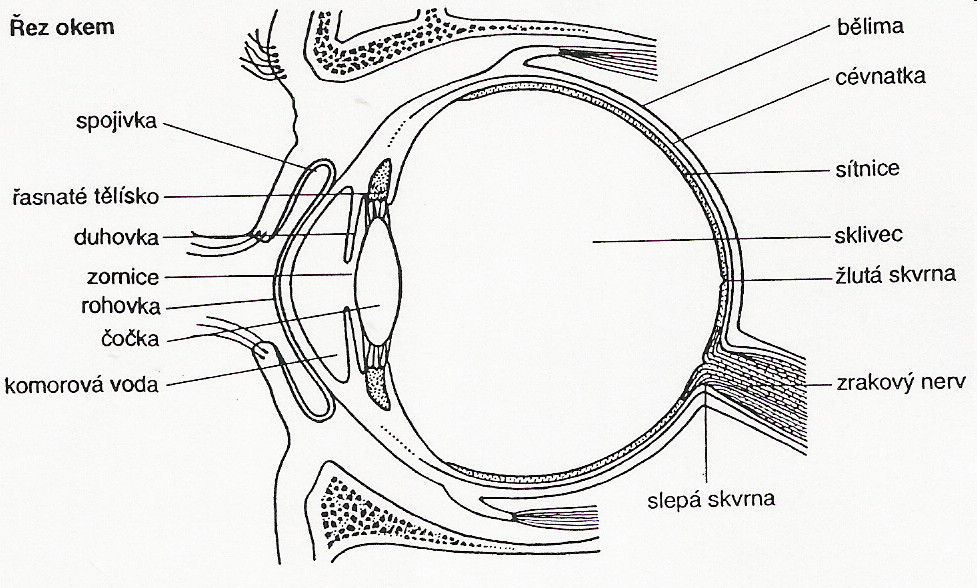 Řez okem
spojivka
řasnaté tělísko
duhovka
zornice
rohovka
čočka
komorová voda
bělima
cévnatka
sítnice
sklivec
žlutá skvrna
zrakový nerv
slepá skvrna